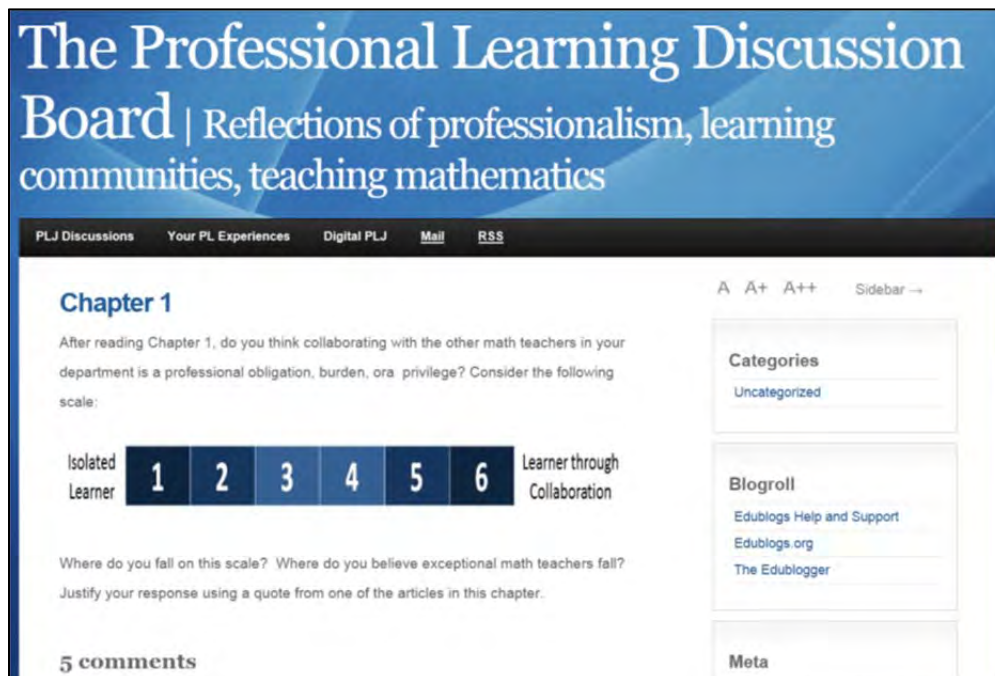 The Professional Learning Discussion
Board | Reflections of professionalism, learning
communities, teaching mathematics
PLJ Discussions Your PL Experiences Digital PLJ Mail RSS
Chapter 1
After reading Chapter 1, do you think collaborating with the other math teachers in your
department is a professional obligation, burden, ora privilege? Consider the following
scale:
Isolated
Learner
1 2 3 4 5 6
Learner through
Collaboration
Where do you fall on this scale? Where do you believe exceptional math teachers fall?
Justify your response using a quote from one of the articles in this chapter.
5 comments
A A+ A++ Sidebar →
Categories
Uncategorized
Blogroll
Edublogs Help and Support
Edublogs.org
The Edublogger
Meta